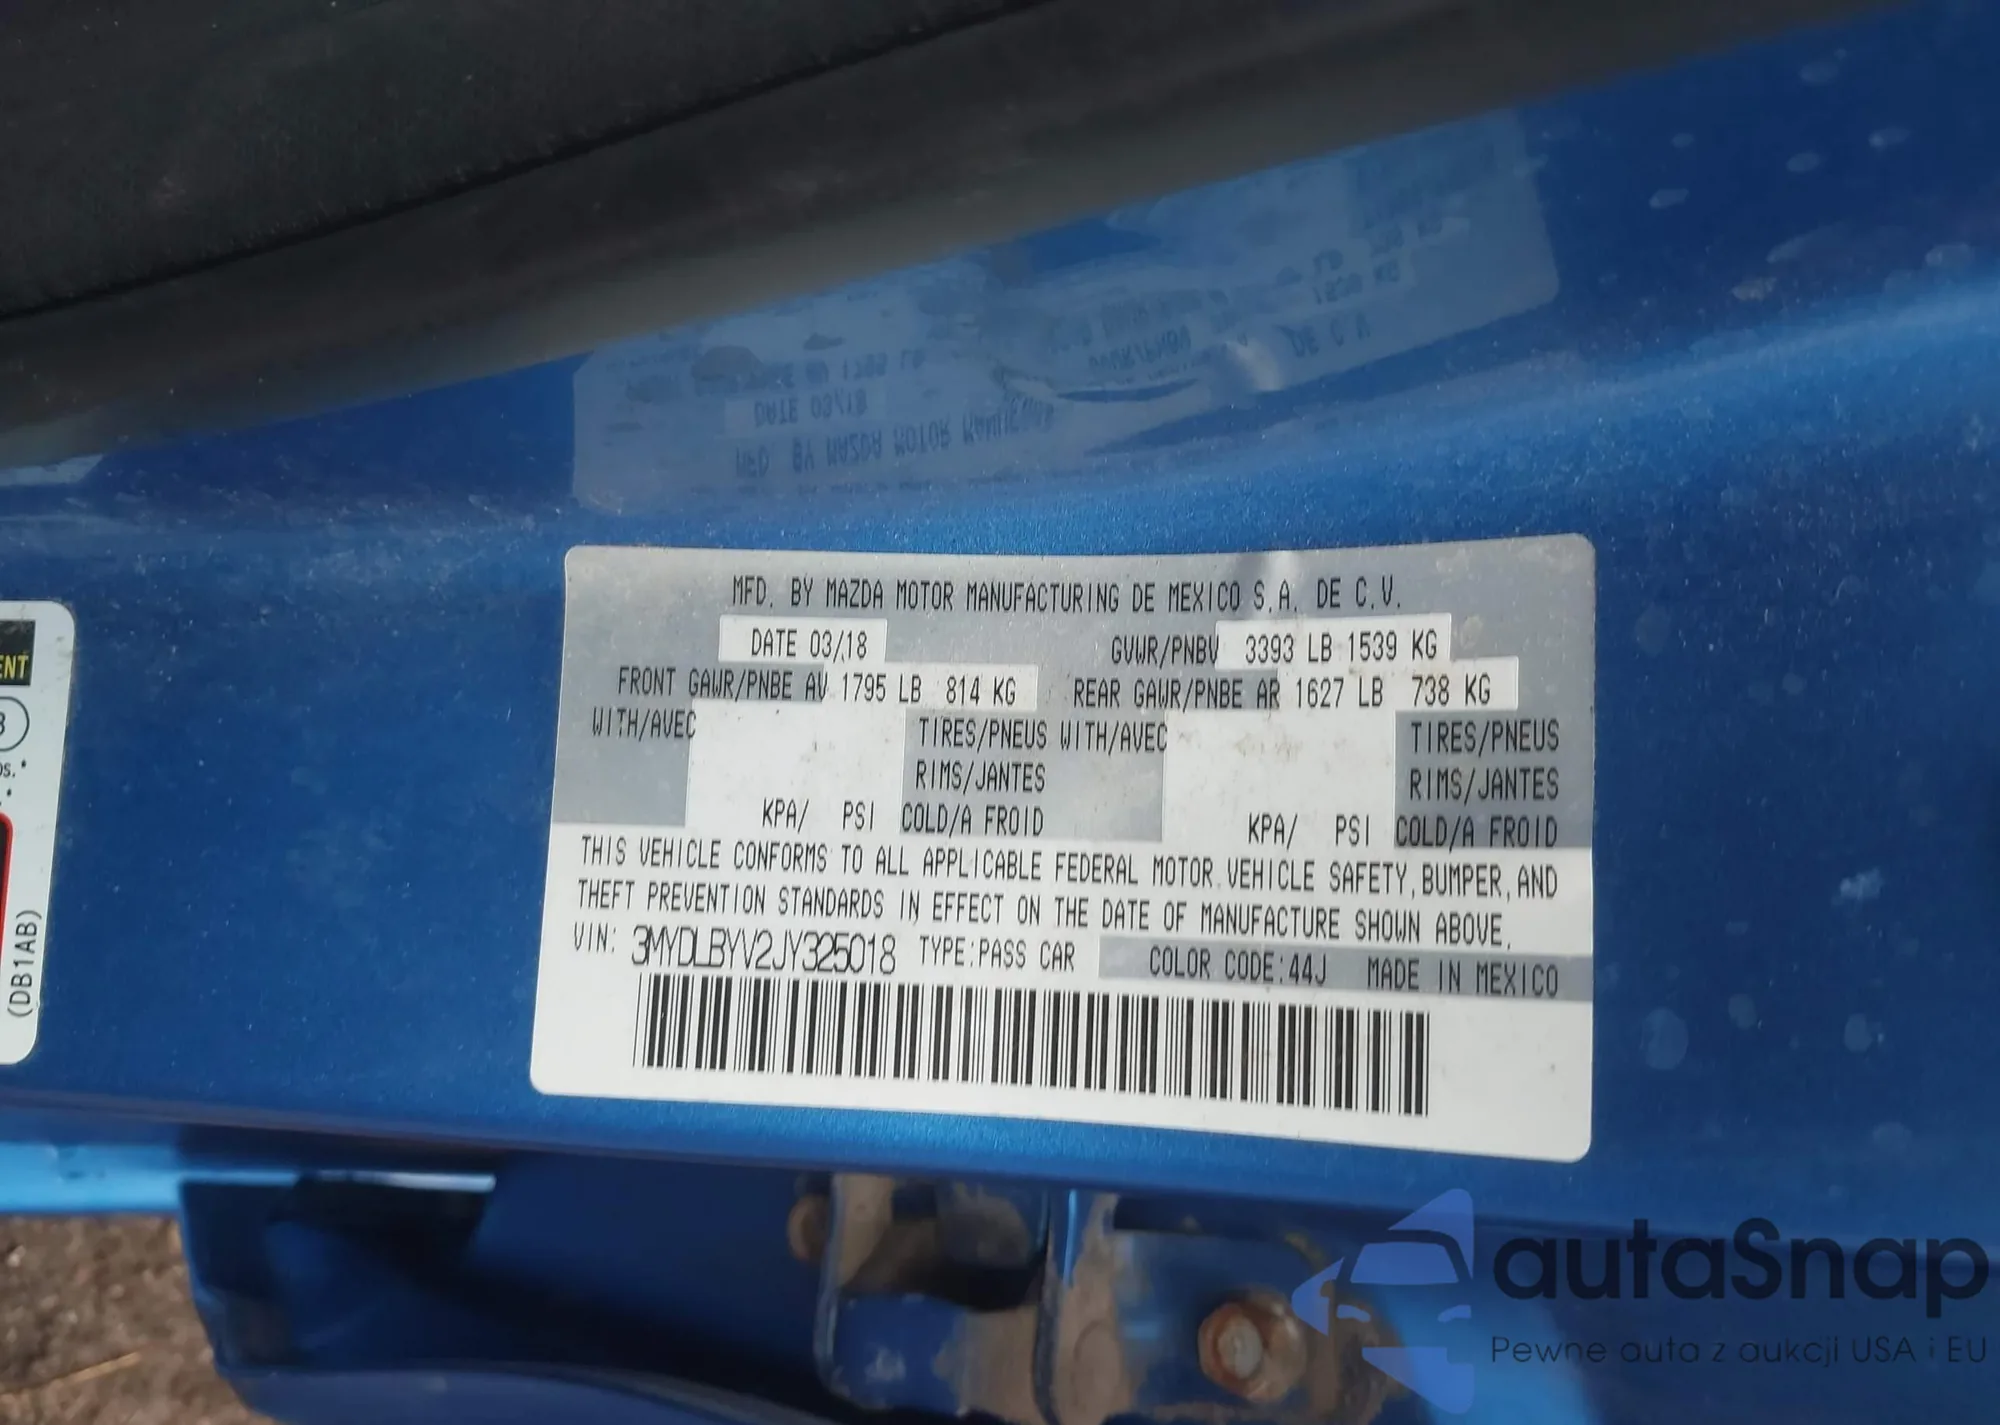 MFD. BY MAZDA MOTOR MANUFACTURING DE MEXICO S.A. DE C.V.
DATE 03/18 GVWR/PNBV 3393 LB 1539 KG
FRONT GAWR/PNBE AV 1795 LB 814 KG REAR GAWR/PNBE AR 1627 LB 738 KG
WITH/AVEC TIRES/PNEUS WITH/AVEC TIRES/PNEUS
RIMS/JANTES RIMS/JANTES
KPA/ PSI COLD/A FROID KPA/ PSI COLD/A FROID
THIS VEHICLE CONFORMS TO ALL APPLICABLE FEDERAL MOTOR VEHICLE SAFETY, BUMPER, AND
THEFT PREVENTION STANDARDS IN EFFECT ON THE DATE OF MANUFACTURE SHOWN ABOVE.
VIN: 3MYDLBYV2JY325018 TYPE:PASS CAR COLOR CODE:44J MADE IN MEXICO
(DB1AB)
autaSnap
Pewne auta z aukcji USA i EU